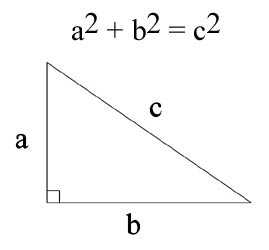 a² + b² = c²
c
a
b